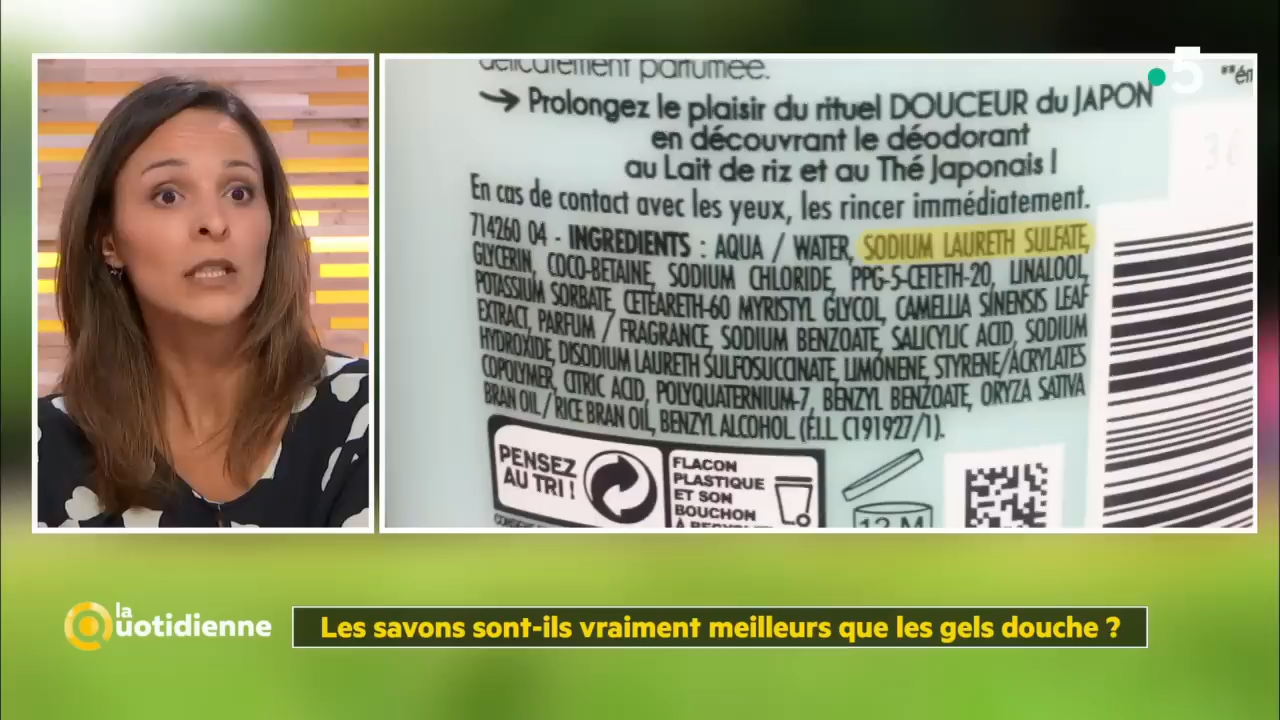 délicatement parfumée.
→ Prolongez le plaisir du rituel DOUCEUR du JAPON
en découvrant le déodorant
au Lait de riz et au Thé Japonais !
En cas de contact avec les yeux, les rincer immédiatement.
714260 04 - INGREDIENTS : AQUA / WATER, SODIUM LAURETH SULFATE,
GLYCERIN, COCO-BETAINE, SODIUM CHLORIDE, PPG-5-CETETH-20, LINALOOL,
POTASSIUM SORBATE, CETEARETH-60 MYRISTYL GLYCOL, CAMELLIA SINENSIS LEAF
EXTRACT, PARFUM / FRAGRANCE, SODIUM BENZOATE, SALICYLIC ACID, SODIUM
HYDROXIDE, DISODIUM LAURETH SULFOSUCCINATE, LIMONENE, STYRENE/ACRYLATES
COPOLYMER, CITRIC ACID, POLYQUATERNIUM-7, BENZYL BENZOATE, ORYZA SATIVA
BRAN OIL / RICE BRAN OIL, BENZYL ALCOHOL. (F.I.L. C191927/1).
PENSEZ
AU TRI !
FLACON
PLASTIQUE
ET SON
BOUCHON
12 M
5
la
Quotidienne
Les savons sont-ils vraiment meilleurs que les gels douche ?